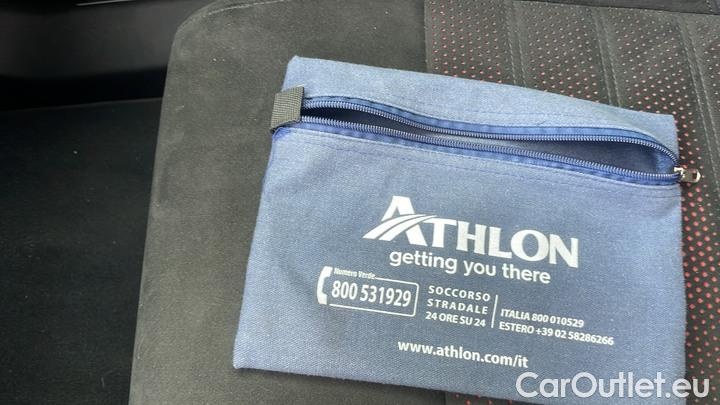 ATHLON
getting you there
Numero Verde
800 531929
SOCCORSO
STRADALE
24 ORE SU 24
ITALIA 800 010529
ESTERO +39 02 58286266
www.athlon.com/it
CarOutlet.eu